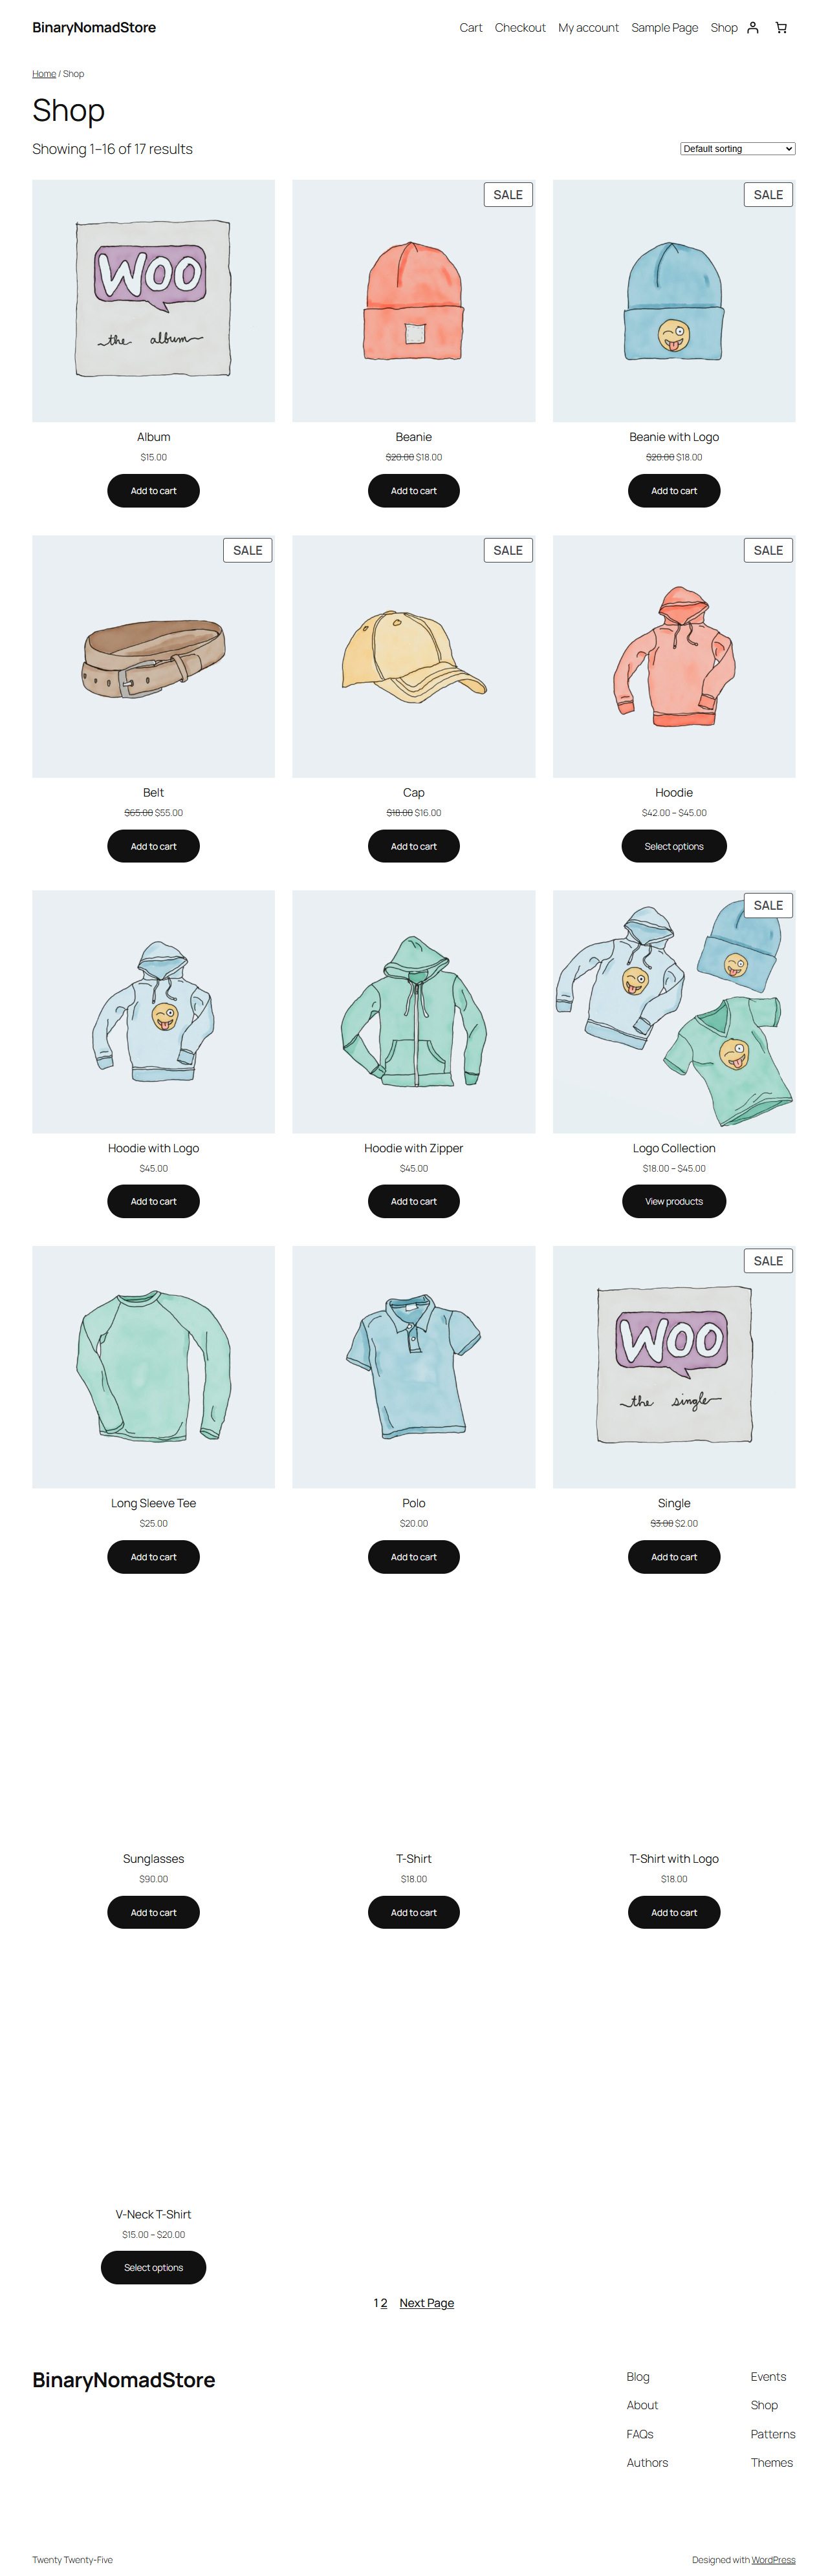 BinaryNomadStore
Cart Checkout My account Sample Page Shop
Home / Shop
Shop
Showing 1–16 of 17 results
Default sorting
WOO
the album
SALE
SALE
Album
$15.00
Add to cart
Beanie
$20.00 $18.00
Add to cart
Beanie with Logo
$20.00 $18.00
Add to cart
SALE
SALE
SALE
Belt
$65.00 $55.00
Add to cart
Cap
$18.00 $16.00
Add to cart
Hoodie
$42.00 – $45.00
Select options
SALE
Hoodie with Logo
$45.00
Add to cart
Hoodie with Zipper
$45.00
Add to cart
Logo Collection
$18.00 – $45.00
View products
SALE
WOO
the single
Long Sleeve Tee
$25.00
Add to cart
Polo
$20.00
Add to cart
Single
$3.00 $2.00
Add to cart
Sunglasses
$90.00
Add to cart
T-Shirt
$18.00
Add to cart
T-Shirt with Logo
$18.00
Add to cart
V-Neck T-Shirt
$15.00 – $20.00
Select options
1 2 Next Page
BinaryNomadStore
Blog
About
FAQs
Authors
Events
Shop
Patterns
Themes
Twenty Twenty-Five
Designed with WordPress